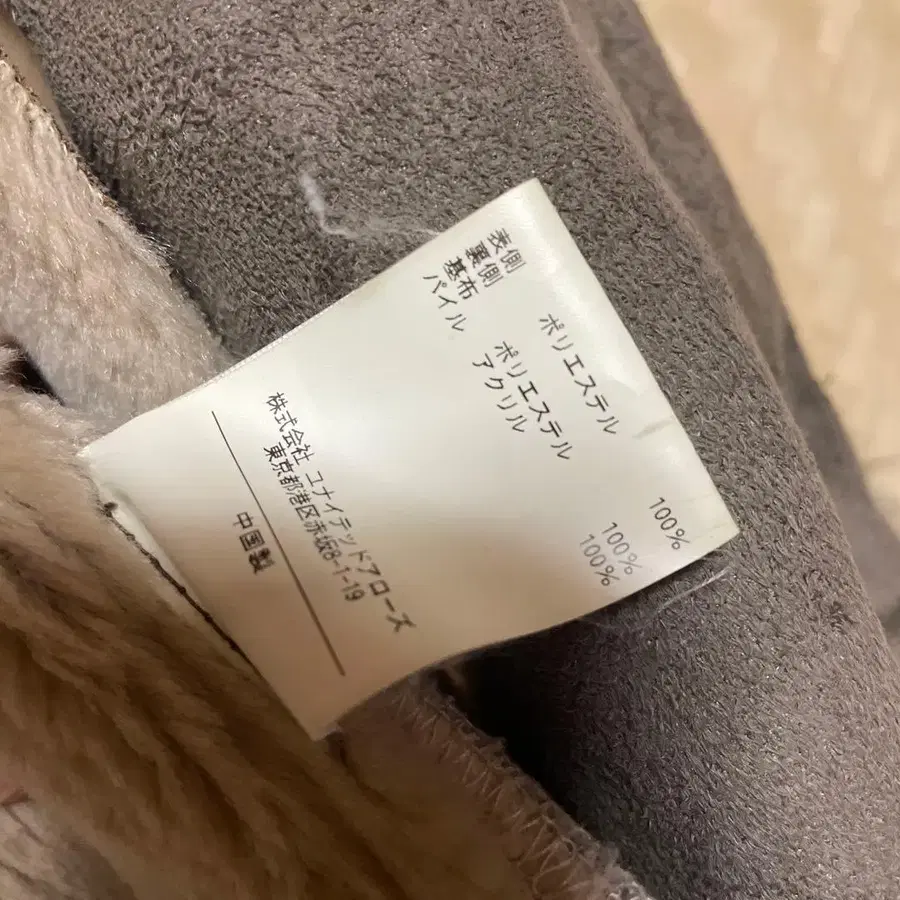 表側 ポリエステル 100%
裏側
基布 ポリエステル 100%
パイル アクリル 100%
株式会社 ユナイテッドアローズ
東京都港区赤坂8-1-19
中国製